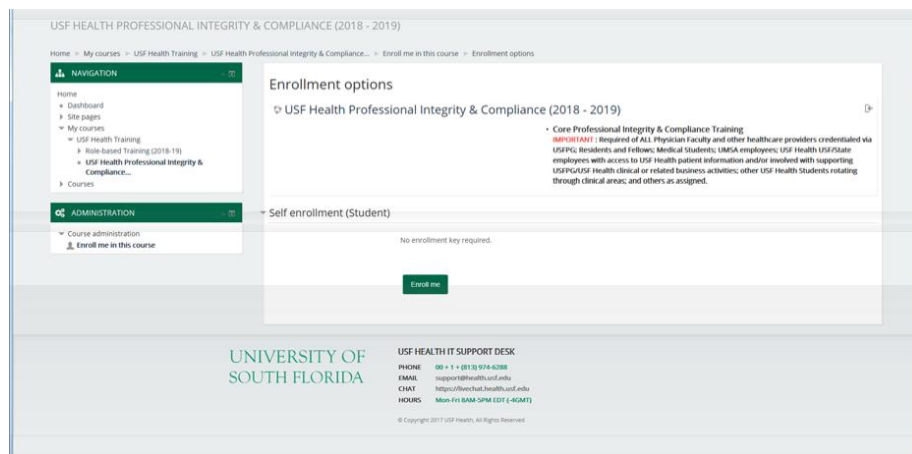 USF HEALTH PROFESSIONAL INTEGRITY & COMPLIANCE (2018 - 2019)
Home > My courses > USF Health Training > USF Health Professional Integrity & Compliance... > Enroll me in this course > Enrollment options
NAVIGATION
Home
Dashboard
Site pages
My courses
USF Health Training
Role-based Training (2018-19)
USF Health Professional Integrity &
Compliance...
Courses
ADMINISTRATION
Course administration
Enroll me in this course
Enrollment options
USF Health Professional Integrity & Compliance (2018 - 2019)
Core Professional Integrity & Compliance Training
IMPORTANT : Required of ALL Physician Faculty and other healthcare providers credentialed via
USFPG; Residents and Fellows; Medical Students; UMSA employees; USF Health USF/State
employees with access to USF Health patient information and/or involved with supporting
USFPG/USF Health clinical or related business activities; other USF Health Students rotating
through clinical areas; and others as assigned.
Self enrollment (Student)
No enrollment key required.
Enroll me
UNIVERSITY OF
SOUTH FLORIDA
USF HEALTH IT SUPPORT DESK
PHONE 00 + 1 + (813) 974-6288
EMAIL support@health.usf.edu
CHAT https://livechat.health.usf.edu
HOURS Mon-Fri 8AM-5PM EDT (-4GMT)
© Copyright 2017 USF Health, All Rights Reserved